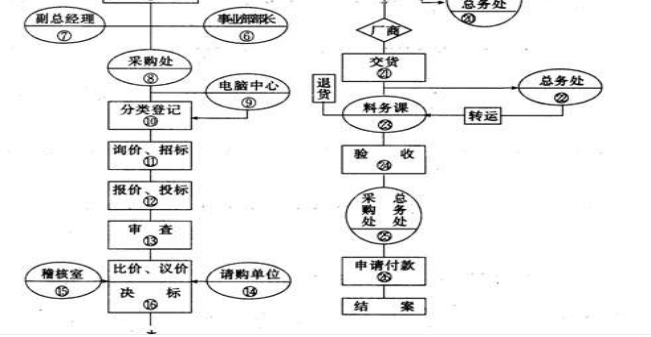 副总经理
⑦
事业部部长
⑥
采购处
⑧
电脑中心
⑨
分类登记
⑩
询价、招标
⑪
报价、投标
⑫
审 查
⑬
稽核室
⑮
比价、议价
决 标
⑯
请购单位
⑭
总务处
⑳
厂商
交货
㉑
退货
总务处
㉒
料务课
㉓
转运
验 收
㉔
采购处
总务处
㉕
申请付款
㉖
结 案